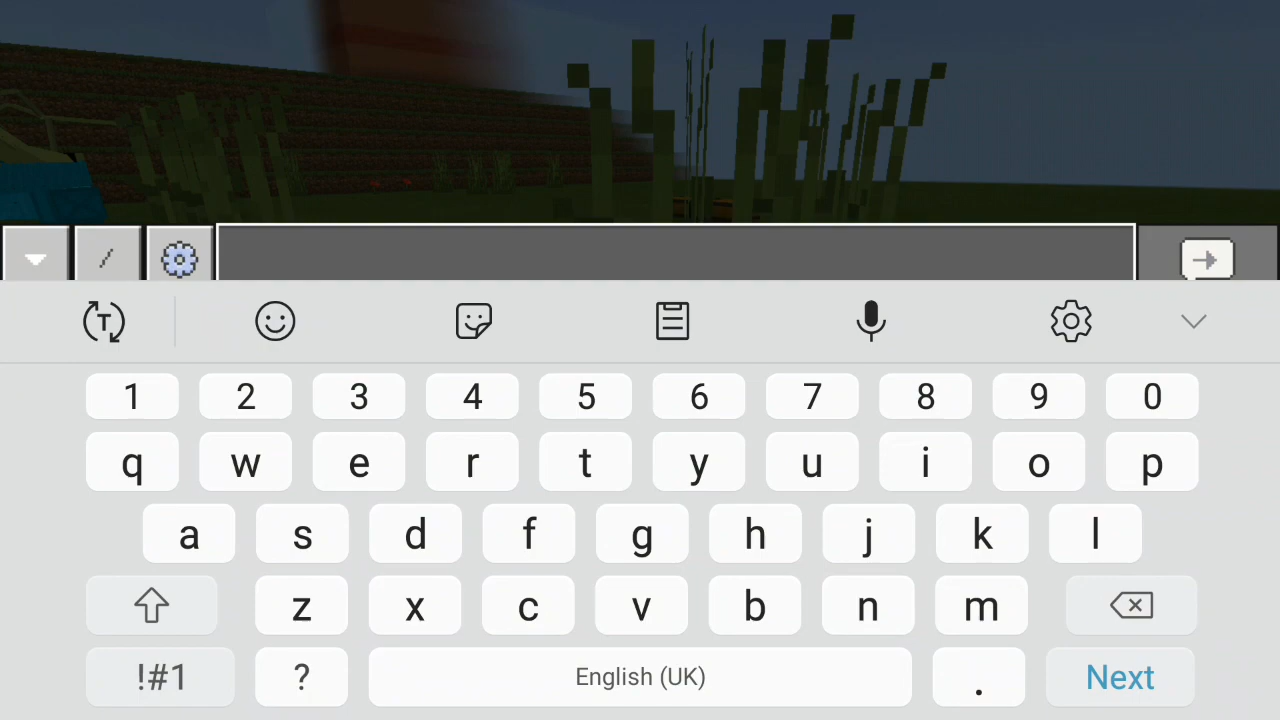 /
T
1 2 3 4 5 6 7 8 9 0
q w e r t y u i o p
a s d f g h j k l
z x c v b n m
!#1 ? English (UK) . Next